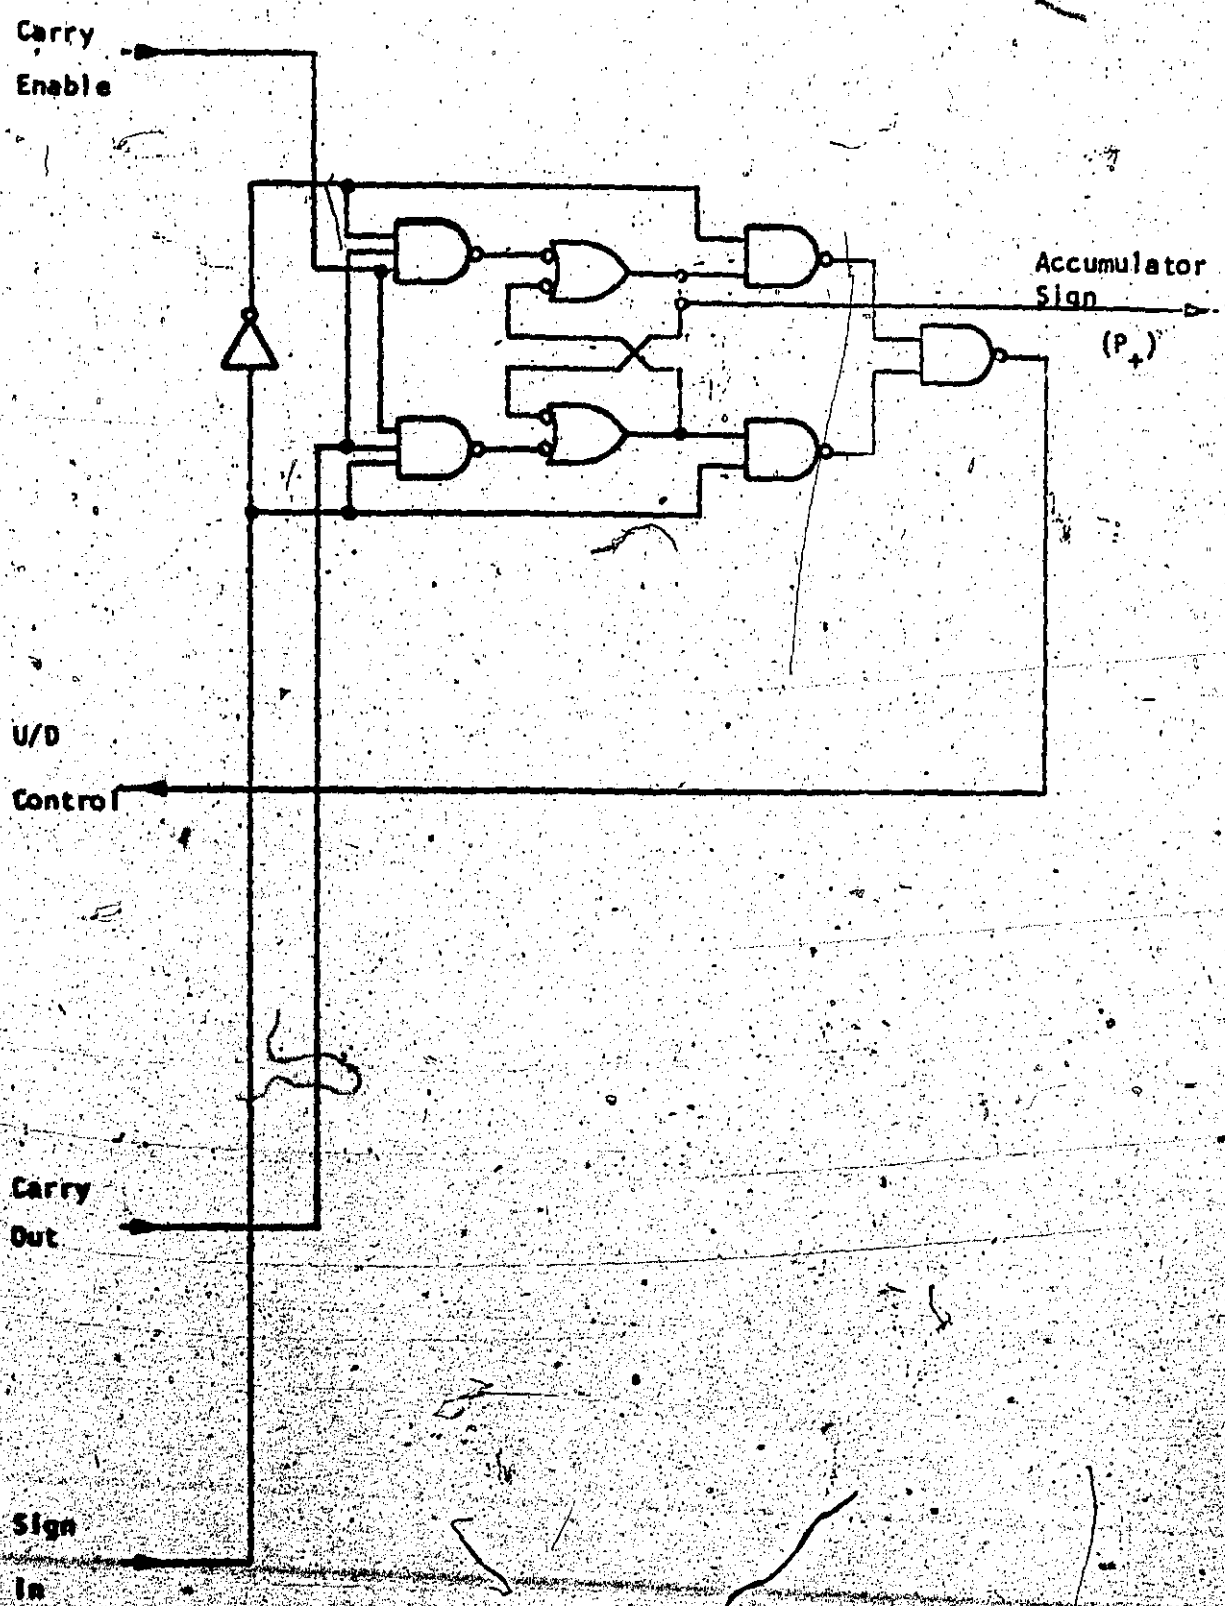 Carry
Enable
Accumulator
Sign
(P+)
U/D
Control
Carry
Out
Sign
In